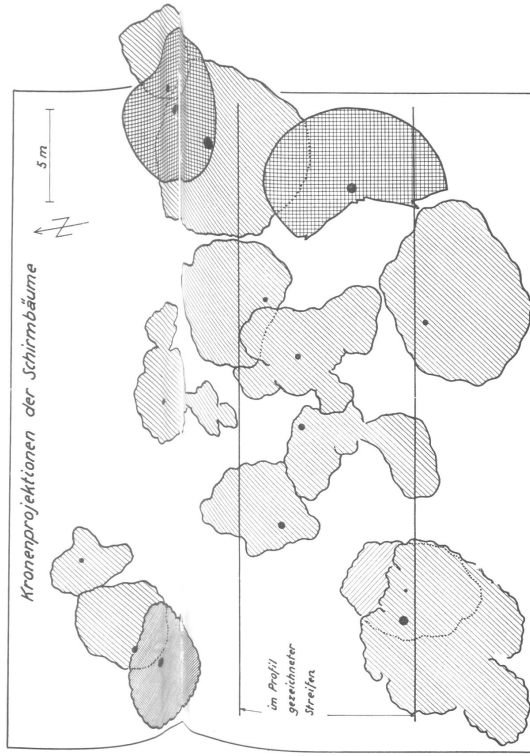 Kronenprojektionen der Schirmbäume
N
5 m
im Profil
gezeichneter
Streifen